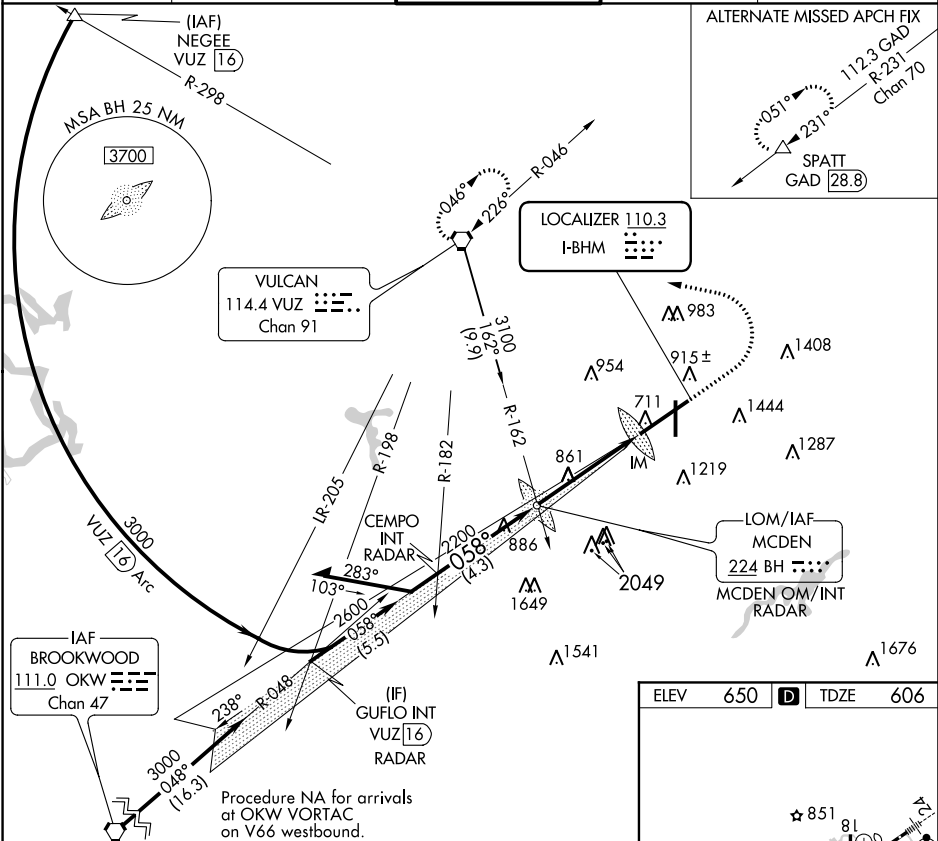 (IAF)
NEGEE
VUZ 16
R-298
MSA BH 25 NM
3700
ALTERNATE MISSED APCH FIX
112.3 GAD
R-231
Chan 70
051°
231°
SPATT
GAD 28.8
R-046
046°
226°
LOCALIZER 110.3
I-BHM
VULCAN
114.4 VUZ
Chan 91
3100
162°
(9.9)
R-162
983
954
915±
1408
711
1444
861
IM
1219
1287
LR-205
R-198
R-182
3000
VUZ 16 Arc
CEMPO
INT
RADAR
2200
058°
(4.3)
886
2049
1649
LOM/IAF
MCDEN
224 BH
MCDEN OM/INT
RADAR
283°
103°
2600
058°
(5.5)
1541
1676
IAF
BROOKWOOD
111.0 OKW
Chan 47
238°
R-048
(IF)
GUFLO INT
VUZ 16
RADAR
3000
048°
(16.3)
Procedure NA for arrivals
at OKW VORTAC
on V66 westbound.
ELEV 650 D TDZE 606
851
18
24